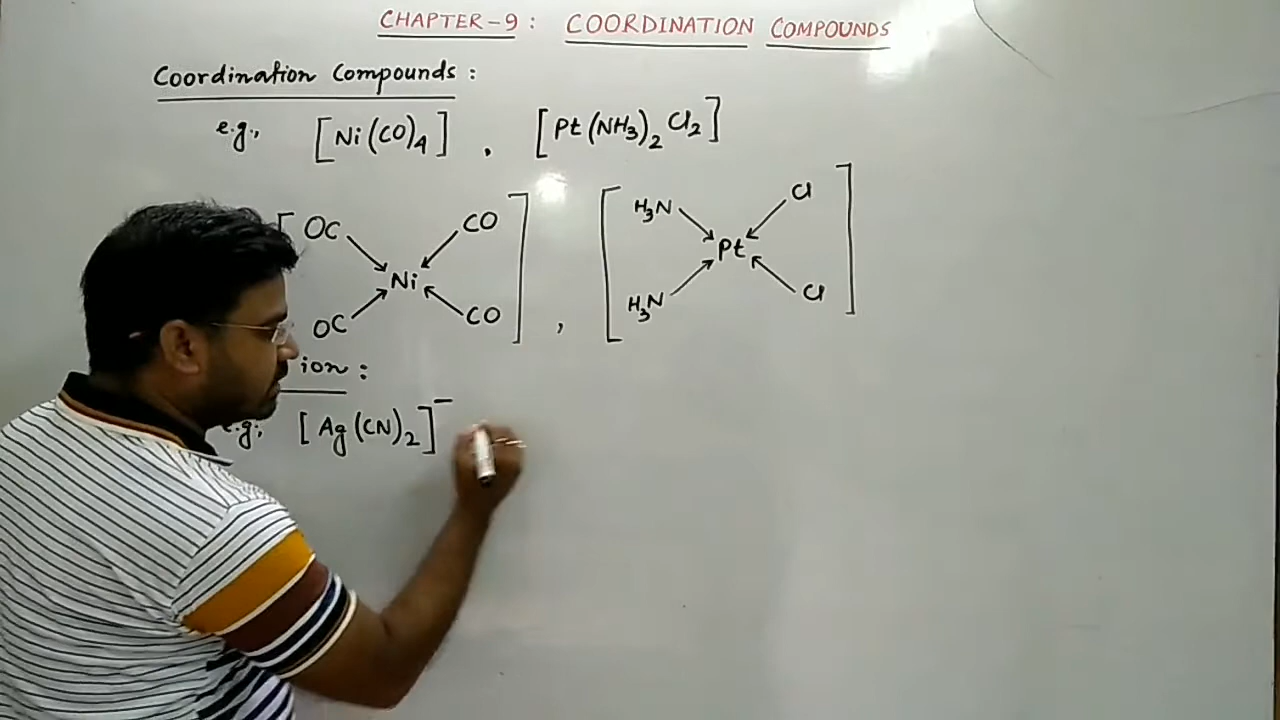 CHAPTER-9 : COORDINATION COMPOUNDS
Coordination Compounds :
e.g., [Ni(CO)4] , [Pt(NH3)2Cl2]
OC CO H3N Cl
Ni Pt
OC CO , H3N Cl
ion :
e.g., [Ag(CN)2]⁻